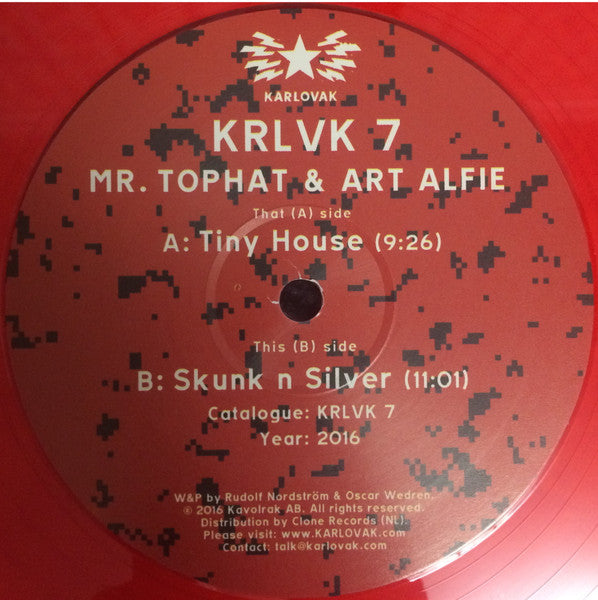 KARLOVAK
KRLVK 7
MR. TOPHAT & ART ALFIE
That (A) side
A: Tiny House (9:26)
This (B) side
B: Skunk n Silver (11:01)
Catalogue: KRLVK 7
Year: 2016
W&P by Rudolf Nordström & Oscar Wedren.
© 2016 Kavolrak AB. All rights reserved.
Distribution by Clone Records (NL).
Please visit: www.KARLOVAK.com
Contact: talk@karlovak.com